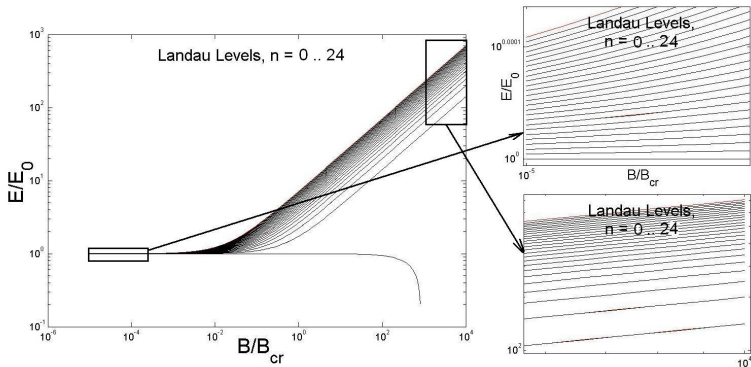 Landau Levels, n = 0 .. 24
E/E0
10^3
10^2
10^1
10^0
10^-1
10^-6
10^-4
10^-2
10^0
10^2
10^4
B/Bcr
Landau Levels,
n = 0 .. 24
E/E0
10^0.0001
10^0
10^-5
B/Bcr
Landau Levels,
n = 0 .. 24
10^2
10^4